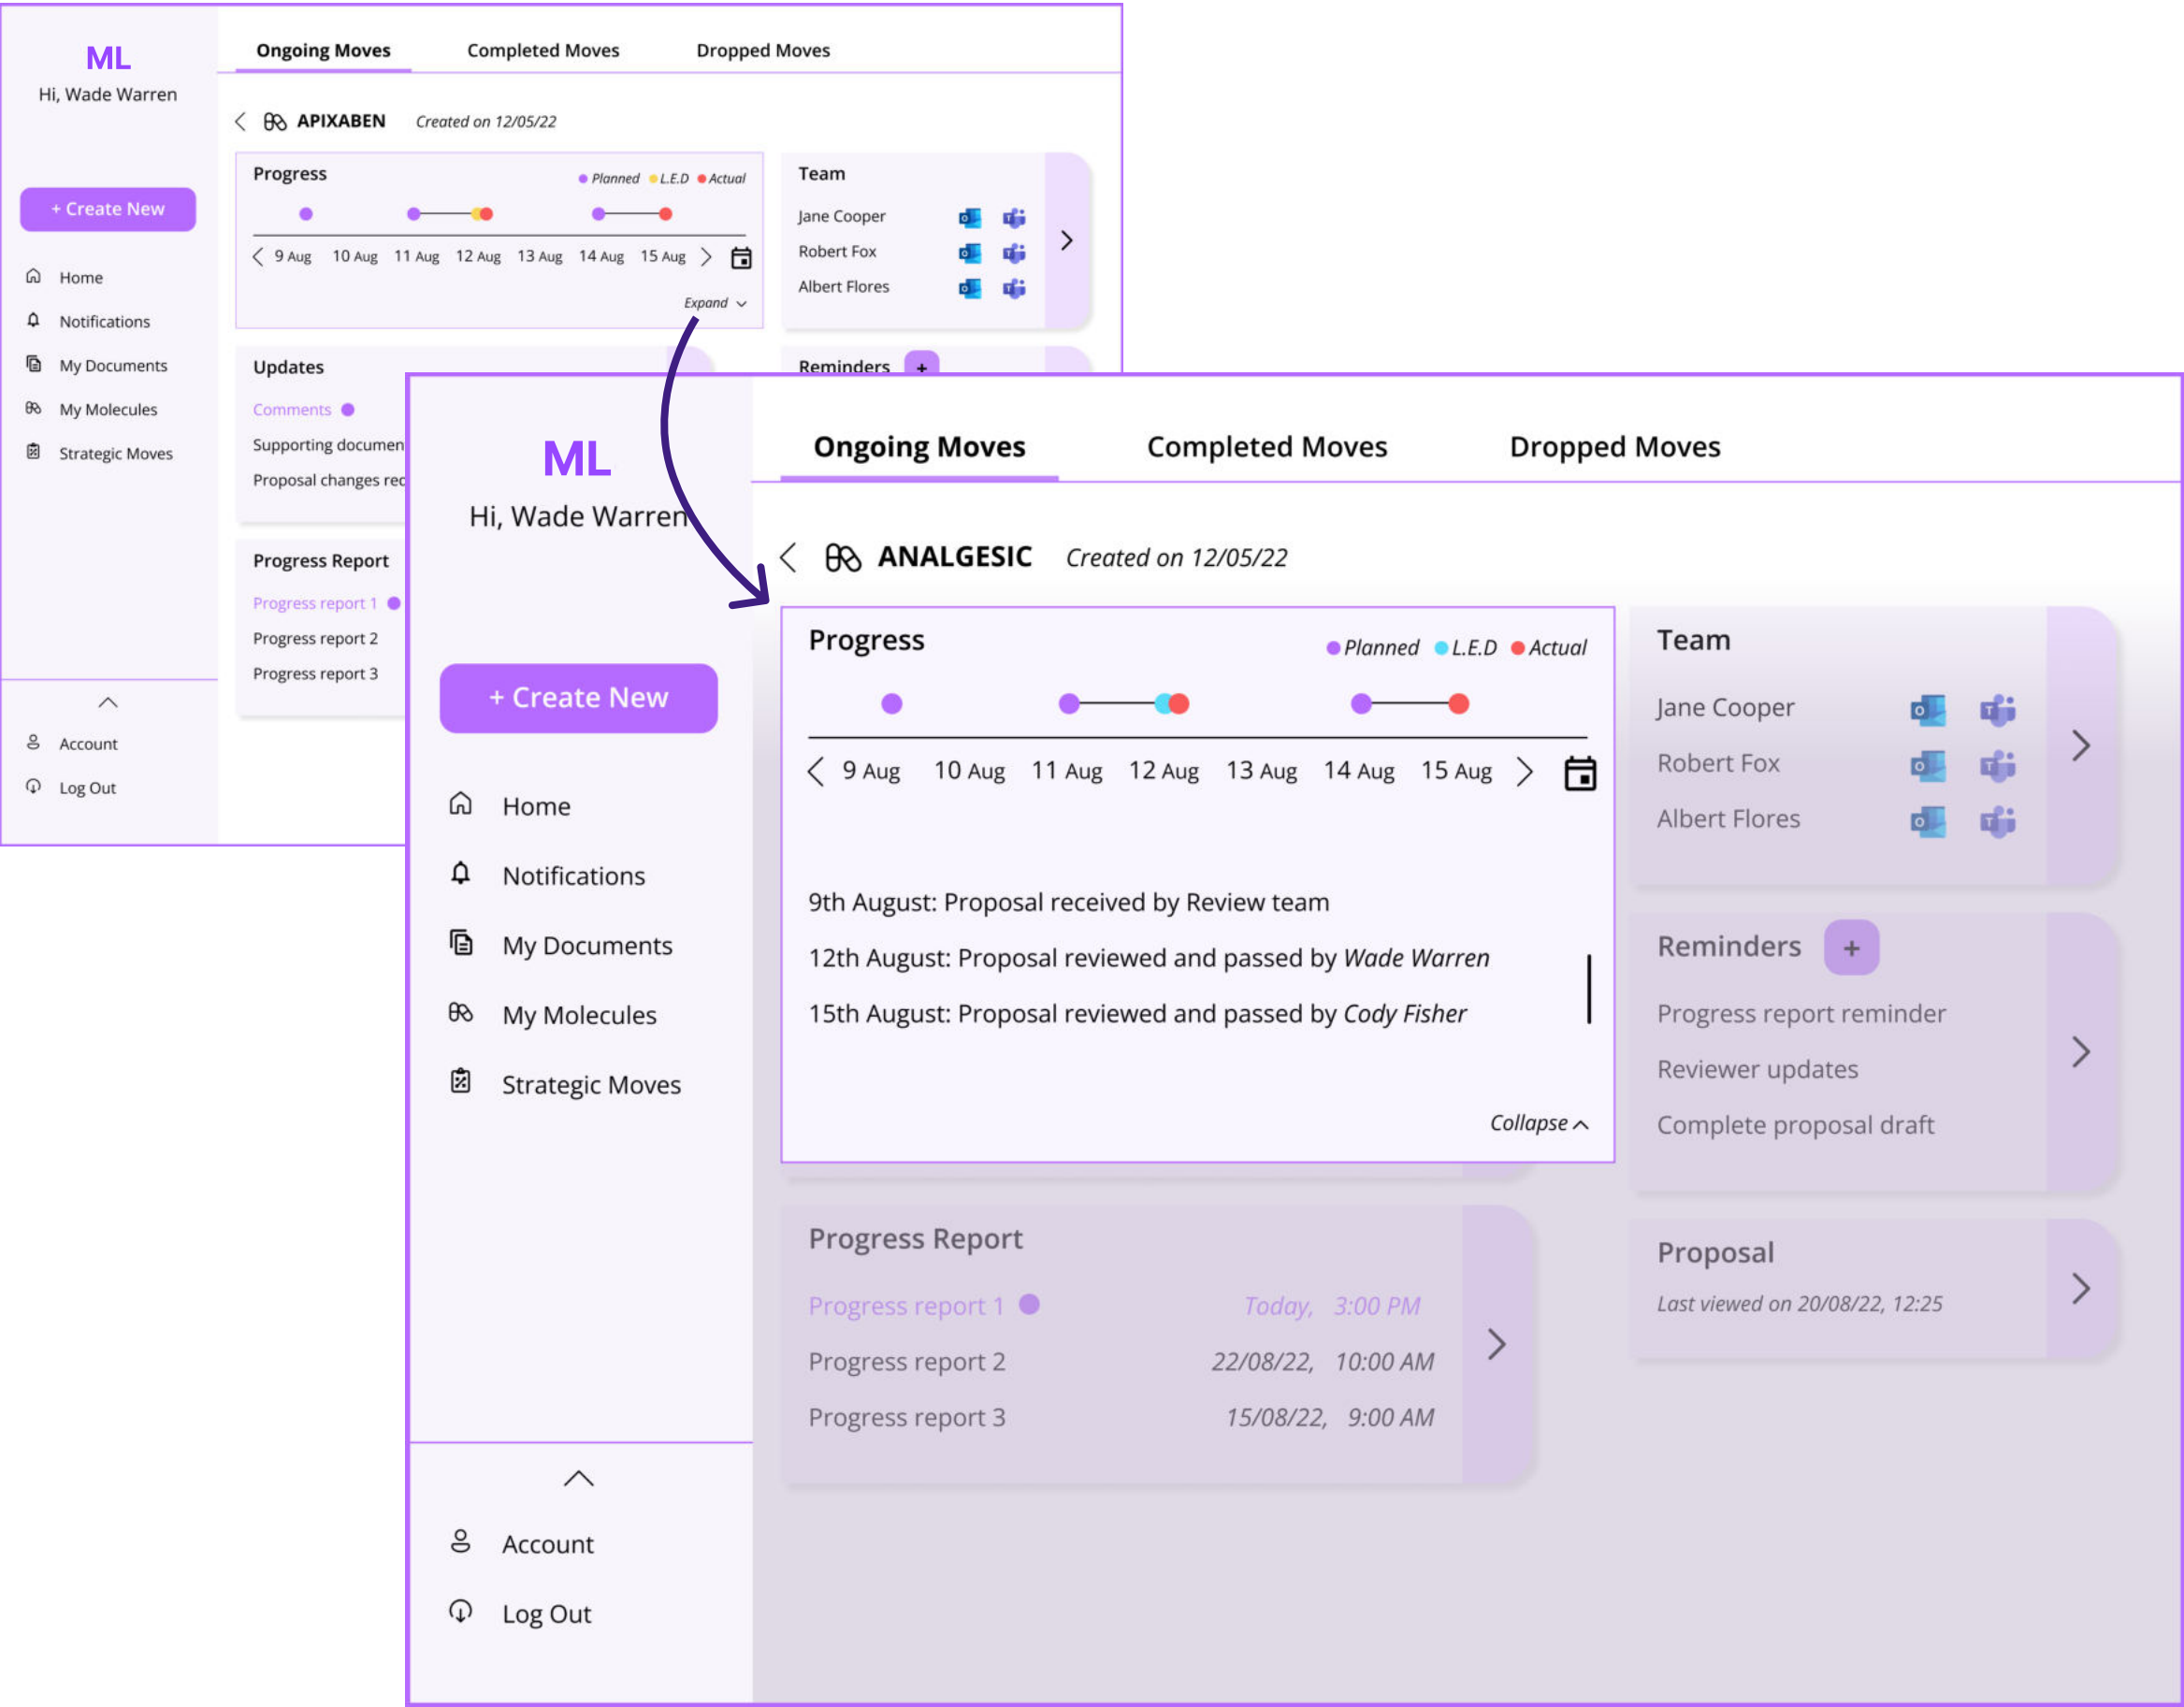 ML
Hi, Wade Warren
+ Create New
Home
Notifications
My Documents
My Molecules
Strategic Moves
Account
Log Out
Ongoing Moves Completed Moves Dropped Moves
APIXABEN Created on 12/05/22
Progress
Planned L.E.D Actual
9 Aug 10 Aug 11 Aug 12 Aug 13 Aug 14 Aug 15 Aug
Expand
Team
Jane Cooper
Robert Fox
Albert Flores
Updates
Comments
Supporting documen
Proposal changes rec
Reminders +
Progress Report
Progress report 1
Progress report 2
Progress report 3
ML
Hi, Wade Warren
+ Create New
Home
Notifications
My Documents
My Molecules
Strategic Moves
Account
Log Out
Ongoing Moves Completed Moves Dropped Moves
ANALGESIC Created on 12/05/22
Progress
Planned L.E.D Actual
9 Aug 10 Aug 11 Aug 12 Aug 13 Aug 14 Aug 15 Aug
9th August: Proposal received by Review team
12th August: Proposal reviewed and passed by Wade Warren
15th August: Proposal reviewed and passed by Cody Fisher
Collapse
Team
Jane Cooper
Robert Fox
Albert Flores
Reminders +
Progress report reminder
Reviewer updates
Complete proposal draft
Progress Report
Progress report 1 Today, 3:00 PM
Progress report 2 22/08/22, 10:00 AM
Progress report 3 15/08/22, 9:00 AM
Proposal
Last viewed on 20/08/22, 12:25